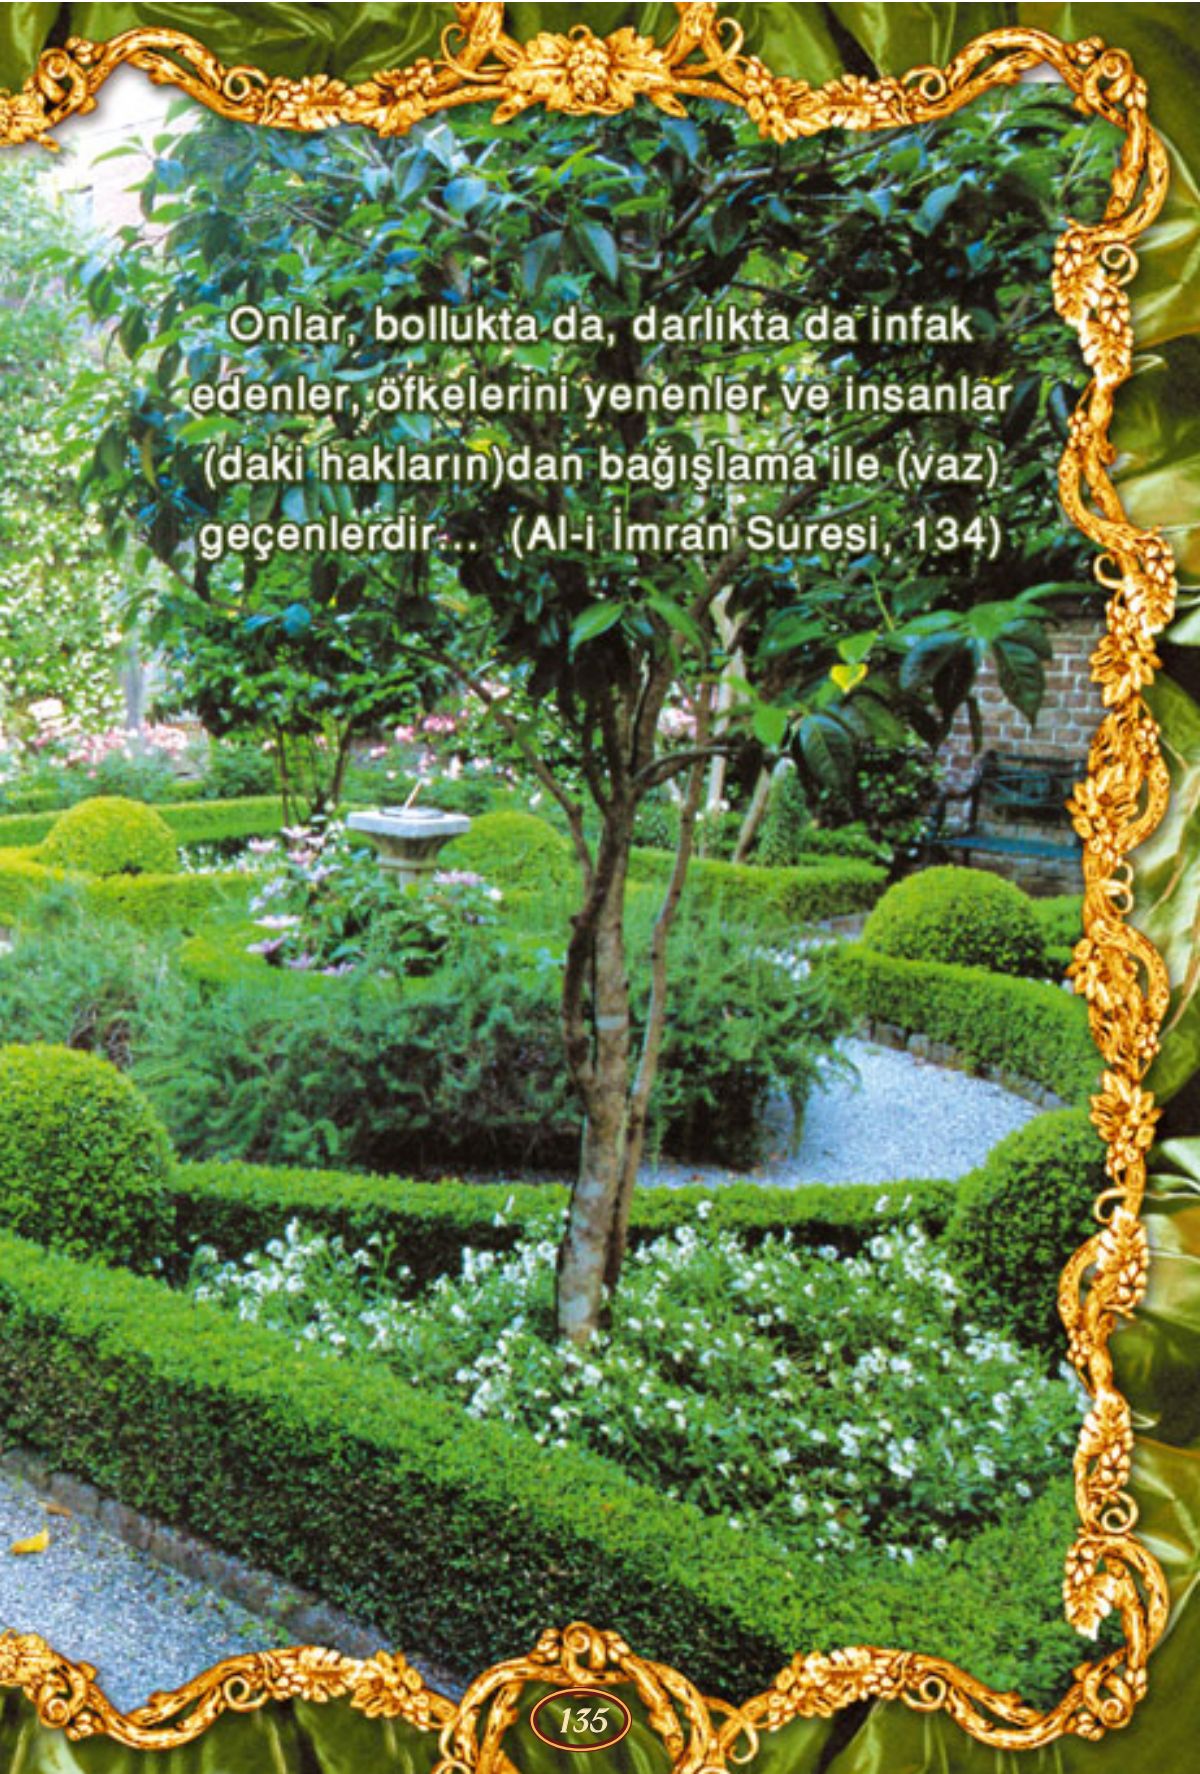 Onlar, bollukta da, darlıkta da infak
edenler, öfkelerini yenenler ve insanlar
(daki hakların)dan bağışlama ile (vaz)
geçenlerdir... (Al-i İmran Suresi, 134)
135